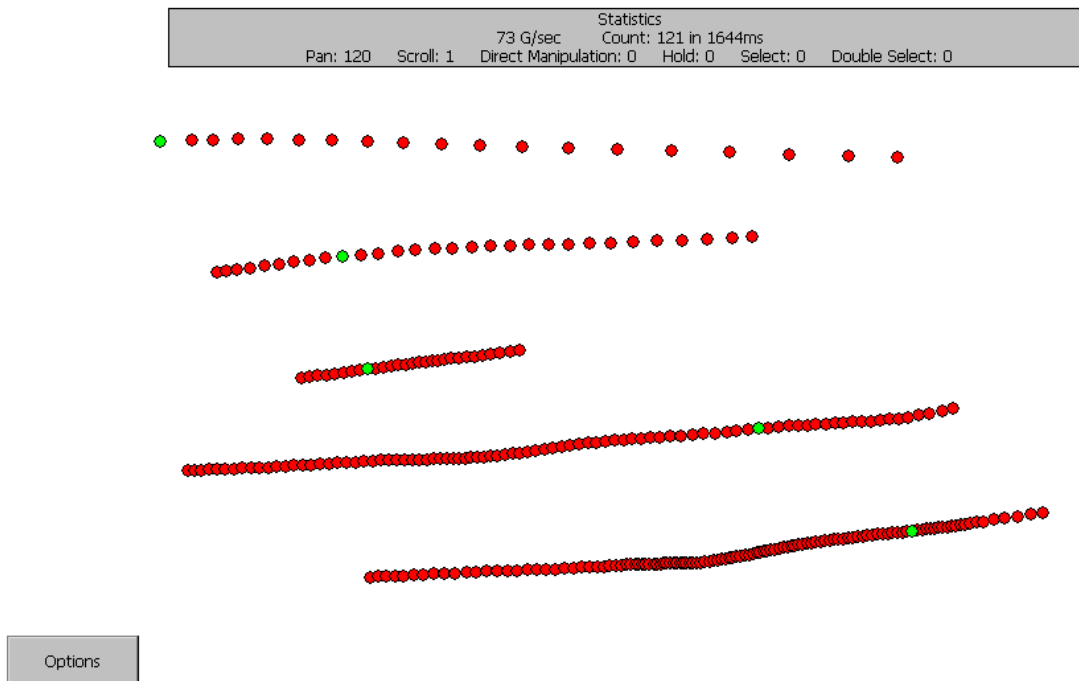 Statistics
73 G/sec Count: 121 in 1644ms
Pan: 120 Scroll: 1 Direct Manipulation: 0 Hold: 0 Select: 0 Double Select: 0
Options